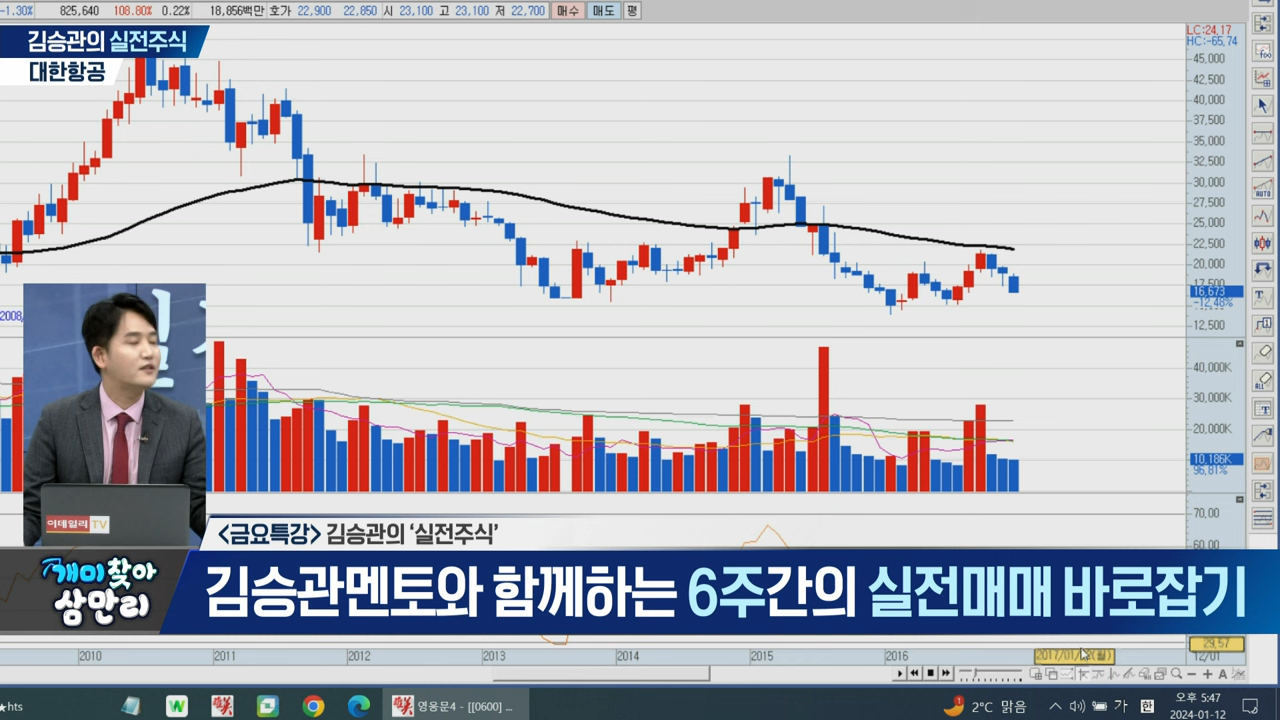 -1.30% 825,640 108.80% 0.22% 18,856백만 호가 22,900 22,850 시 23,100 고 23,100 저 22,700 매수 매도 평
김승관의 실전주식
대한항공
LC:24,17
HC:-65,74
45,000
42,500
40,000
37,500
35,000
32,500
30,000
27,500
25,000
22,500
20,000
17,500
16,673
-12,48%
12,500
2008,
40,000K
30,000K
20,000K
10,186K
96,81%
70,00
60,00
이데일리 TV
<금요특강> 김승관의 ‘실전주식’
개미찾아
삼만리
김승관멘토와 함께하는 6주간의 실전매매 바로잡기
29,57
2010 2011 2012 2013 2014 2015 2016 12/01
hts
영웅문4 - [[0600] ...
2°C 맑음
가 한
오후 5:47
2024-01-12